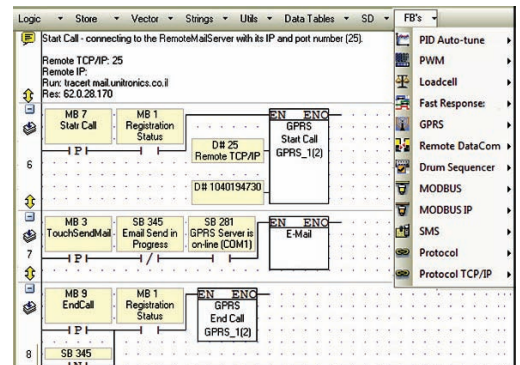 Logic Store Vector Strings Utils Data Tables SD FB's
Start Call - connecting to the RemoteMailServer with its IP and port number (25).
Remote TCP/IP: 25
Remote IP:
Run: tracert mail.unitronics.co.il
Res: 62.0.28.170
MB 7
Statr Call
MB 1
Registration
Status
P
D# 25
Remote TCP/IP
D# 1040194730
EN ENO
GPRS
Start Call
GPRS_1(2)
6
MB 3
TouchSendMail
SB 345
Email Send in
Progress
SB 281
GPRS Server is
on-line (COM1)
EN ENO
E-Mail
P
7
MB 9
EndCall
MB 1
Registration
Status
EN ENO
GPRS
End Call
GPRS_1(2)
P
8
SB 345
N
PID Auto-tune
PWM
Loadcell
Fast Response:
GPRS
Remote DataCom
Drum Sequencer
MODBUS
MODBUS IP
SMS
Protocol
Protocol TCP/IP